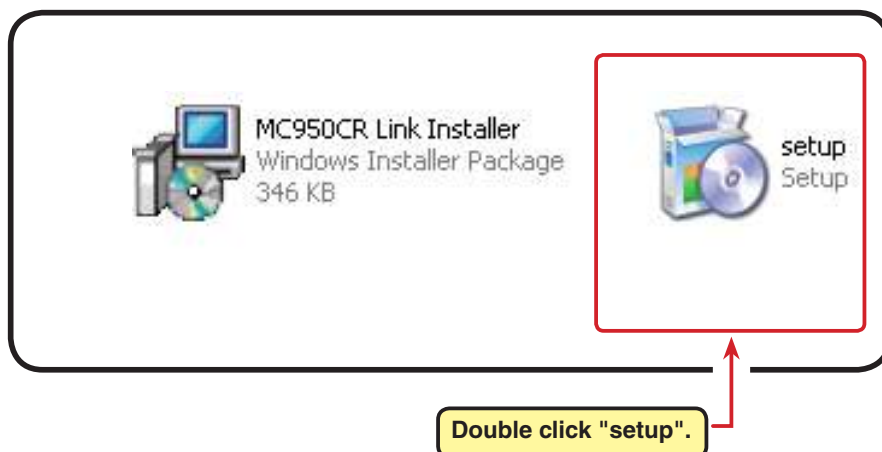 MC950CR Link Installer
Windows Installer Package
346 KB
setup
Setup
Double click "setup".